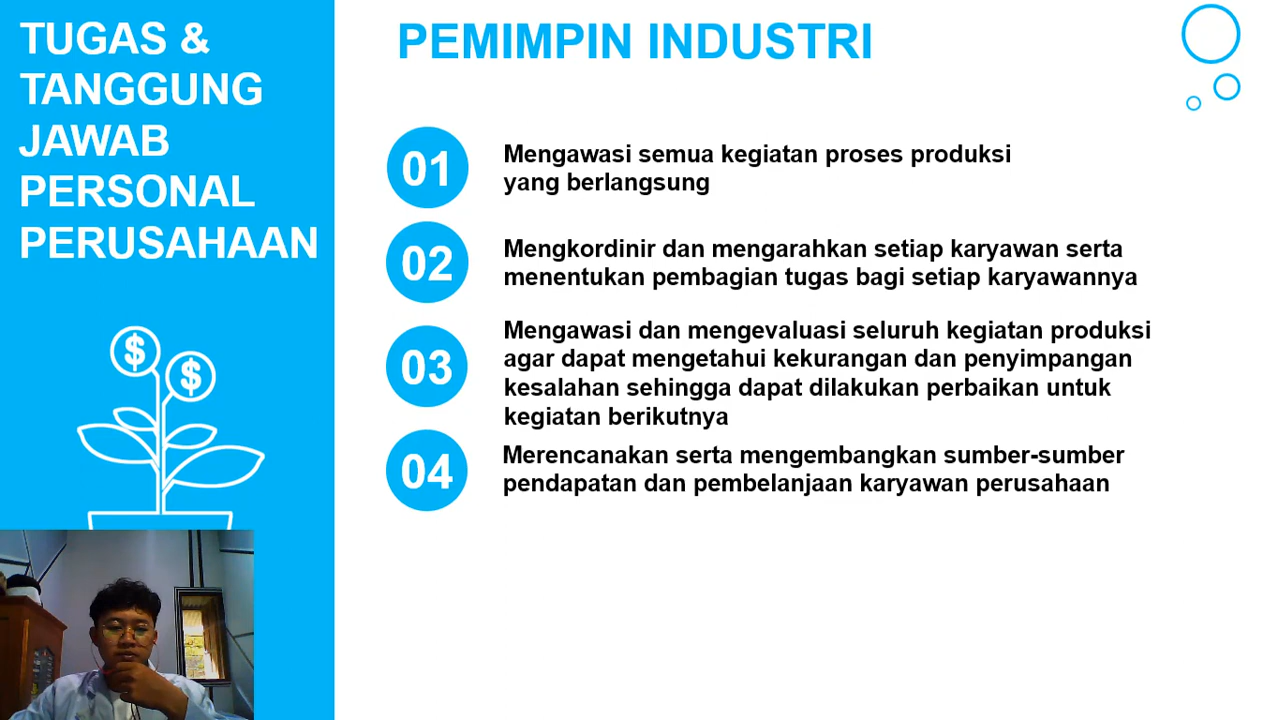 TUGAS &
TANGGUNG
JAWAB
PERSONAL
PERUSAHAAN
$
$
PEMIMPIN INDUSTRI
01
Mengawasi semua kegiatan proses produksi
yang berlangsung
02
Mengkordinir dan mengarahkan setiap karyawan serta
menentukan pembagian tugas bagi setiap karyawannya
03
Mengawasi dan mengevaluasi seluruh kegiatan produksi
agar dapat mengetahui kekurangan dan penyimpangan
kesalahan sehingga dapat dilakukan perbaikan untuk
kegiatan berikutnya
04
Merencanakan serta mengembangkan sumber-sumber
pendapatan dan pembelanjaan karyawan perusahaan